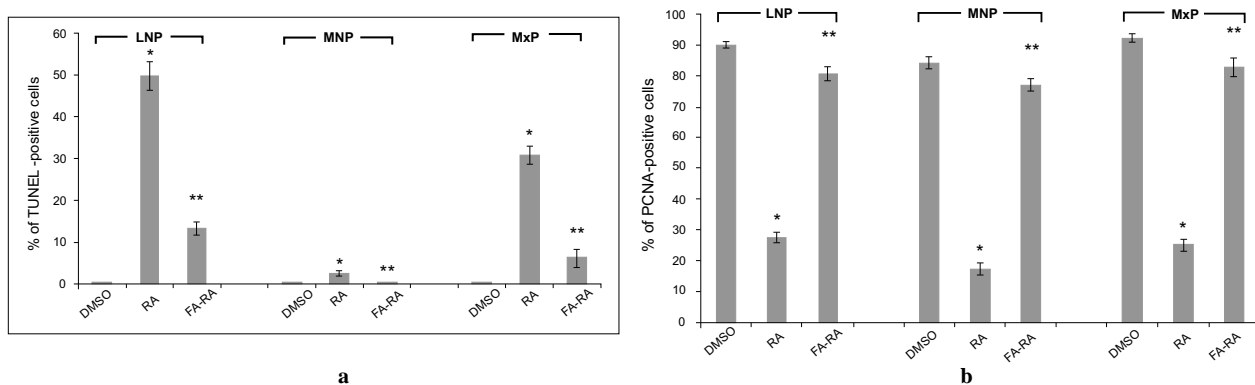 LNP MNP MxP
% of TUNEL -positive cells
60
50
40
30
20
10
0
* ** * ** * **
DMSO RA FA-RA DMSO RA FA-RA DMSO RA FA-RA
a
LNP MNP MxP
% of PCNA-positive cells
100
90
80
70
60
50
40
30
20
10
0
* ** * ** * **
DMSO RA FA-RA DMSO RA FA-RA DMSO RA FA-RA
b